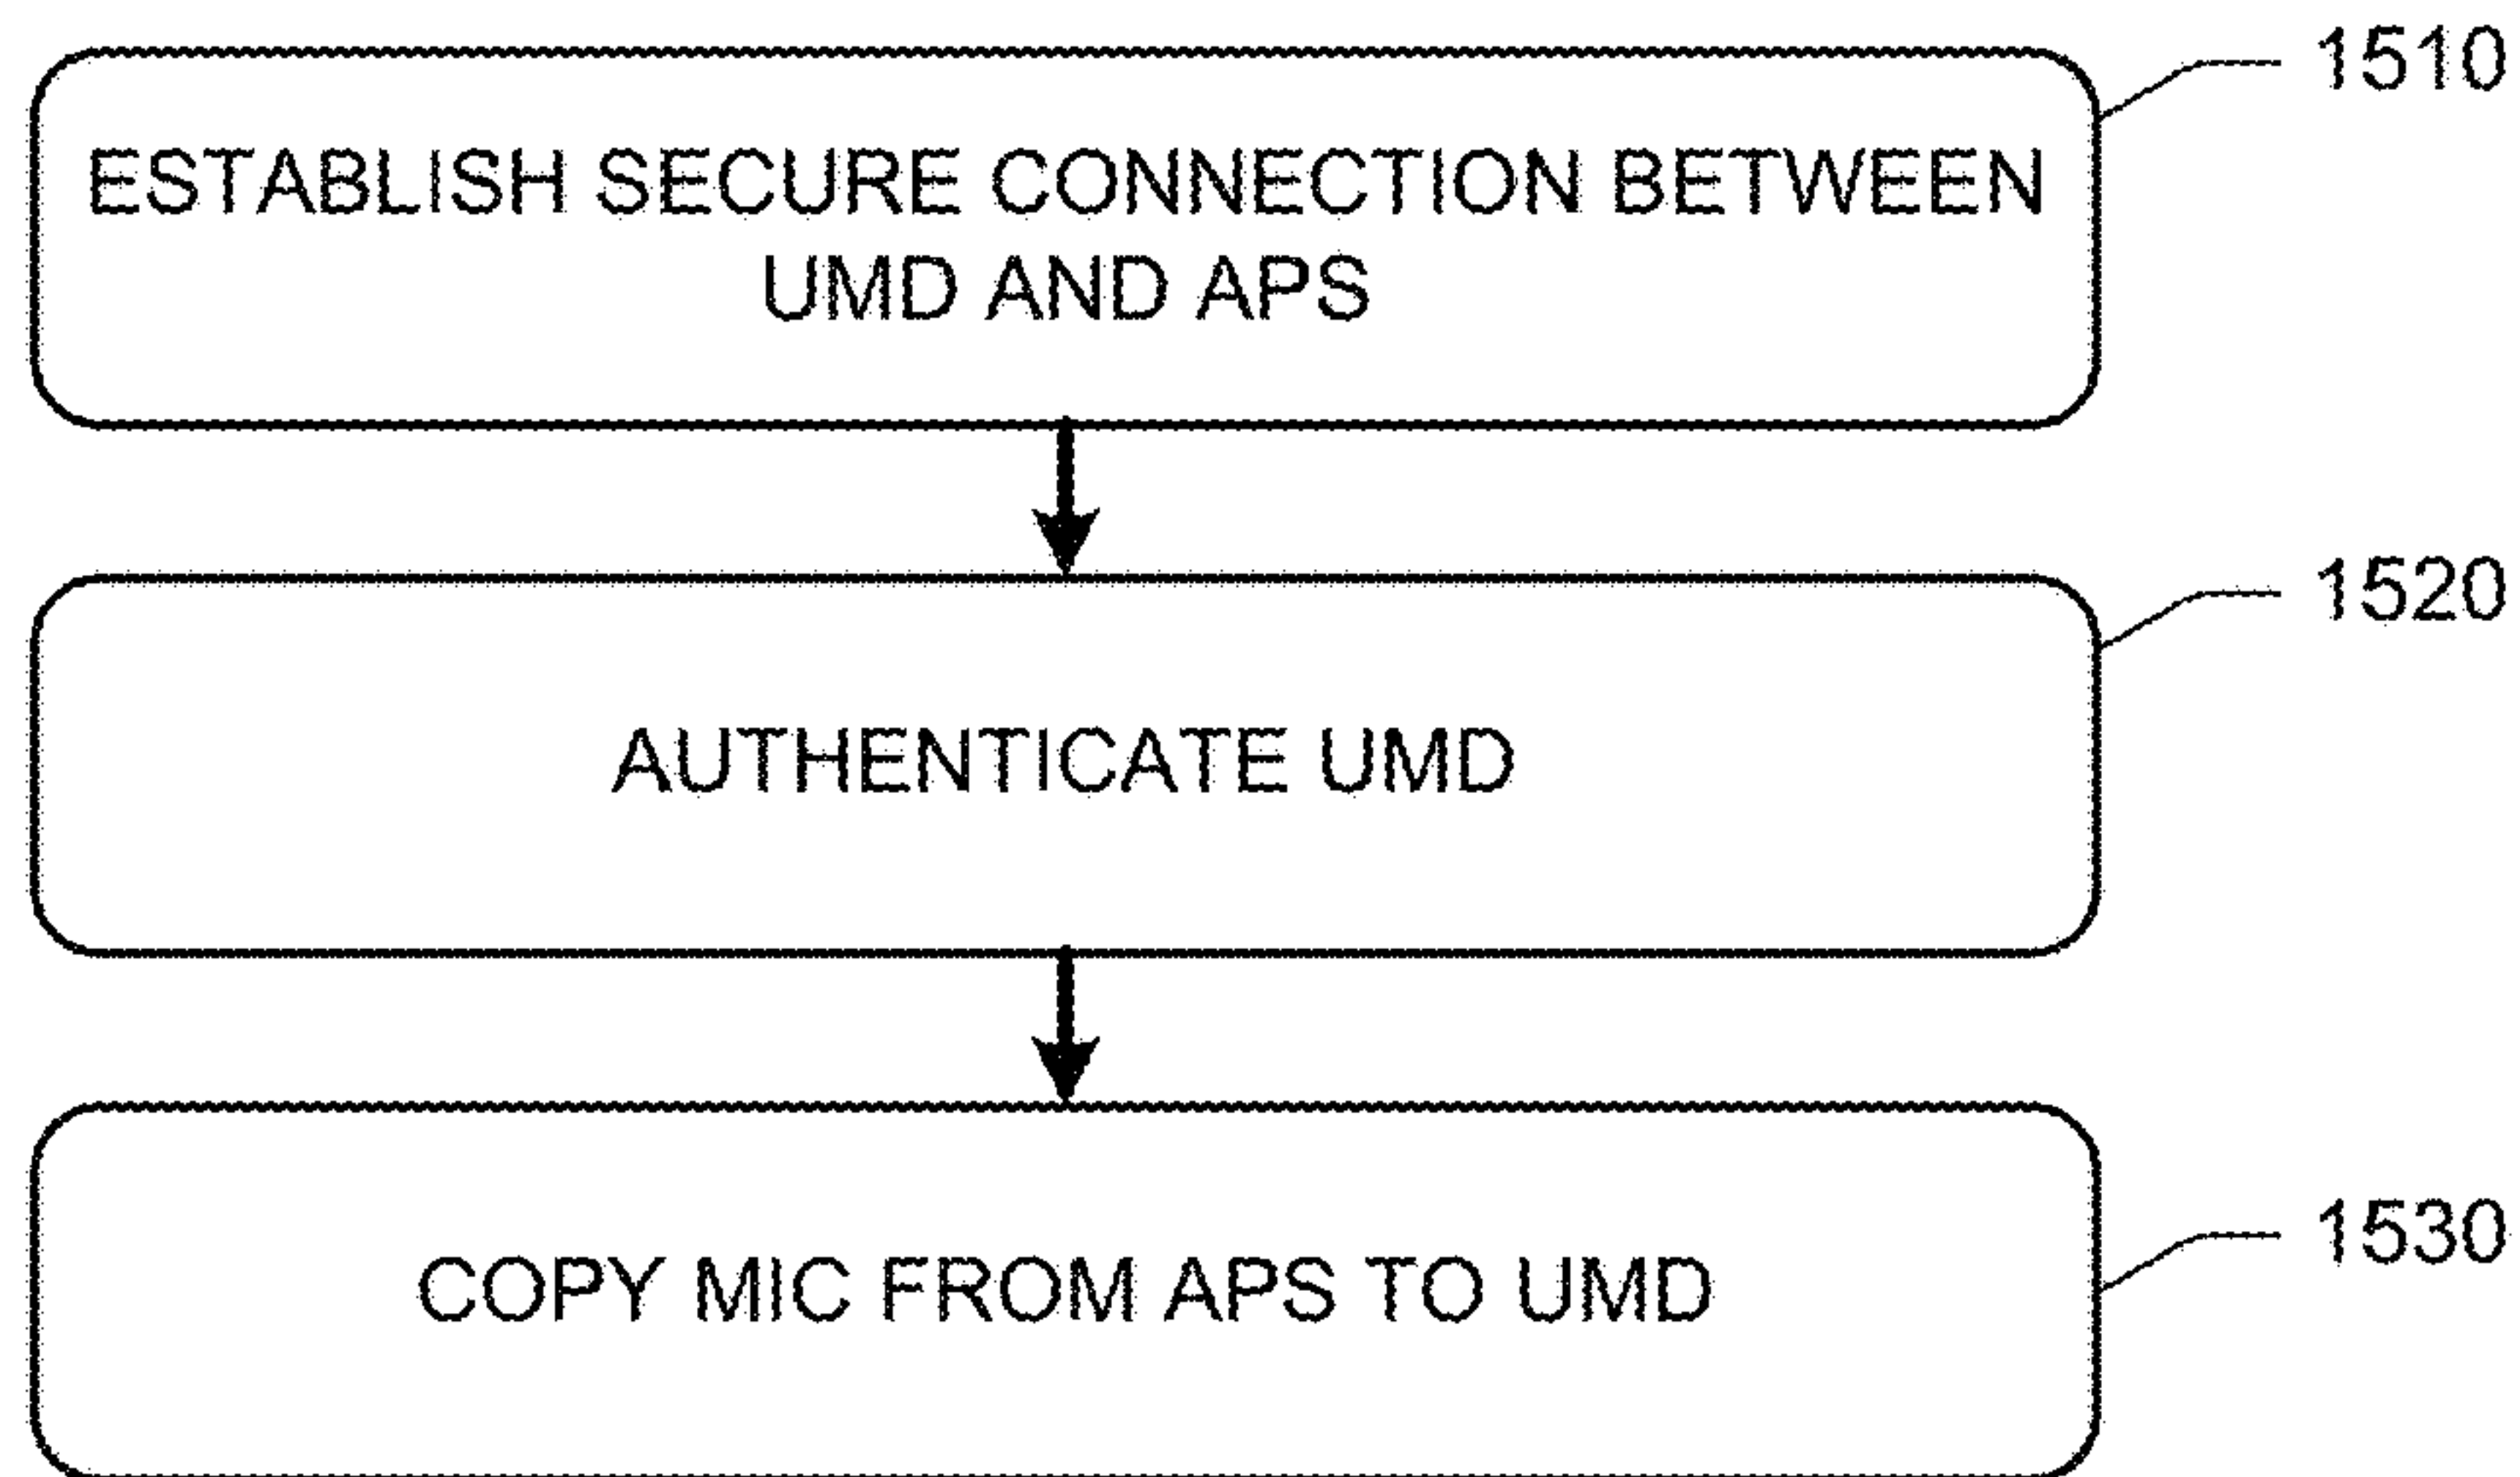 1510
ESTABLISH SECURE CONNECTION BETWEEN
UMD AND APS
1520
AUTHENTICATE UMD
1530
COPY MIC FROM APS TO UMD